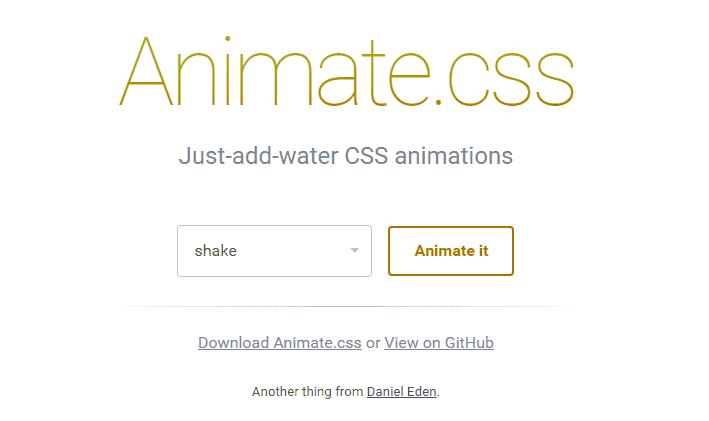 Animate.css
Just-add-water CSS animations
shake
Animate it
Download Animate.css or View on GitHub
Another thing from Daniel Eden.